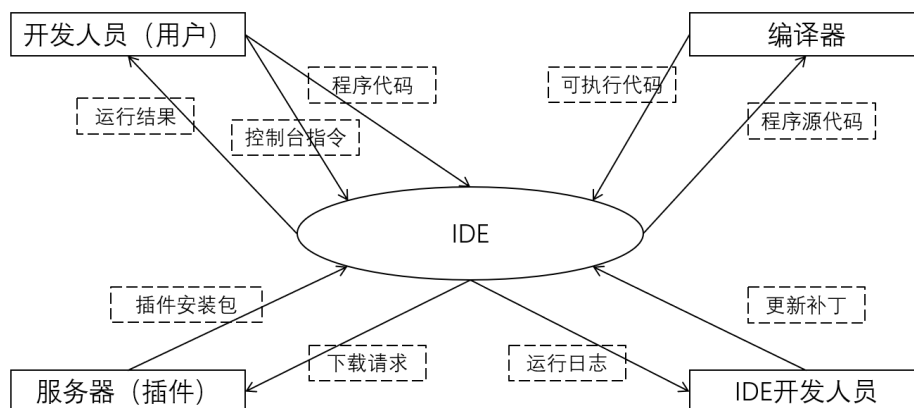 开发人员（用户）
编译器
程序代码
可执行代码
运行结果
程序源代码
控制台指令
IDE
插件安装包
更新补丁
下载请求
运行日志
服务器（插件）
IDE开发人员